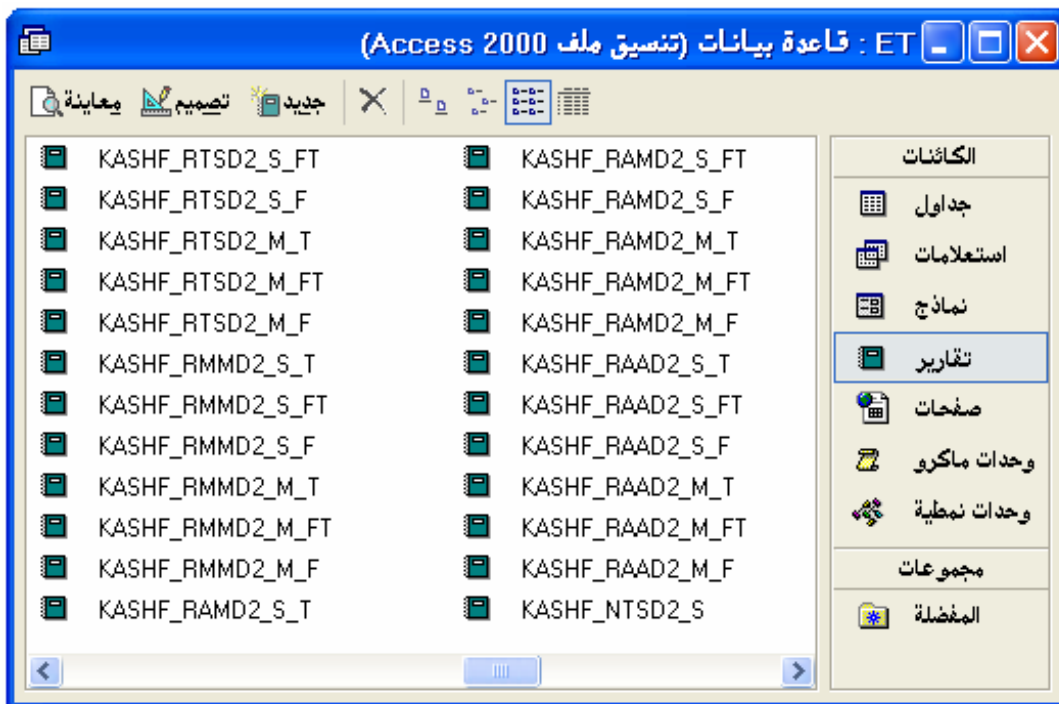 ET : قاعدة بيانات (تنسيق ملف Access 2000)
معاينة تصميم جديد
الكائنات
جداول
استعلامات
نماذج
تقارير
صفحات
وحدات ماكرو
وحدات نمطية
مجموعات
المفضلة
KASHF_RAMD2_S_FT
KASHF_RAMD2_S_F
KASHF_RAMD2_M_T
KASHF_RAMD2_M_FT
KASHF_RAMD2_M_F
KASHF_RAAD2_S_T
KASHF_RAAD2_S_FT
KASHF_RAAD2_S_F
KASHF_RAAD2_M_T
KASHF_RAAD2_M_FT
KASHF_RAAD2_M_F
KASHF_NTSD2_S
KASHF_RTSD2_S_FT
KASHF_RTSD2_S_F
KASHF_RTSD2_M_T
KASHF_RTSD2_M_FT
KASHF_RTSD2_M_F
KASHF_RMMD2_S_T
KASHF_RMMD2_S_FT
KASHF_RMMD2_S_F
KASHF_RMMD2_M_T
KASHF_RMMD2_M_FT
KASHF_RMMD2_M_F
KASHF_RAMD2_S_T